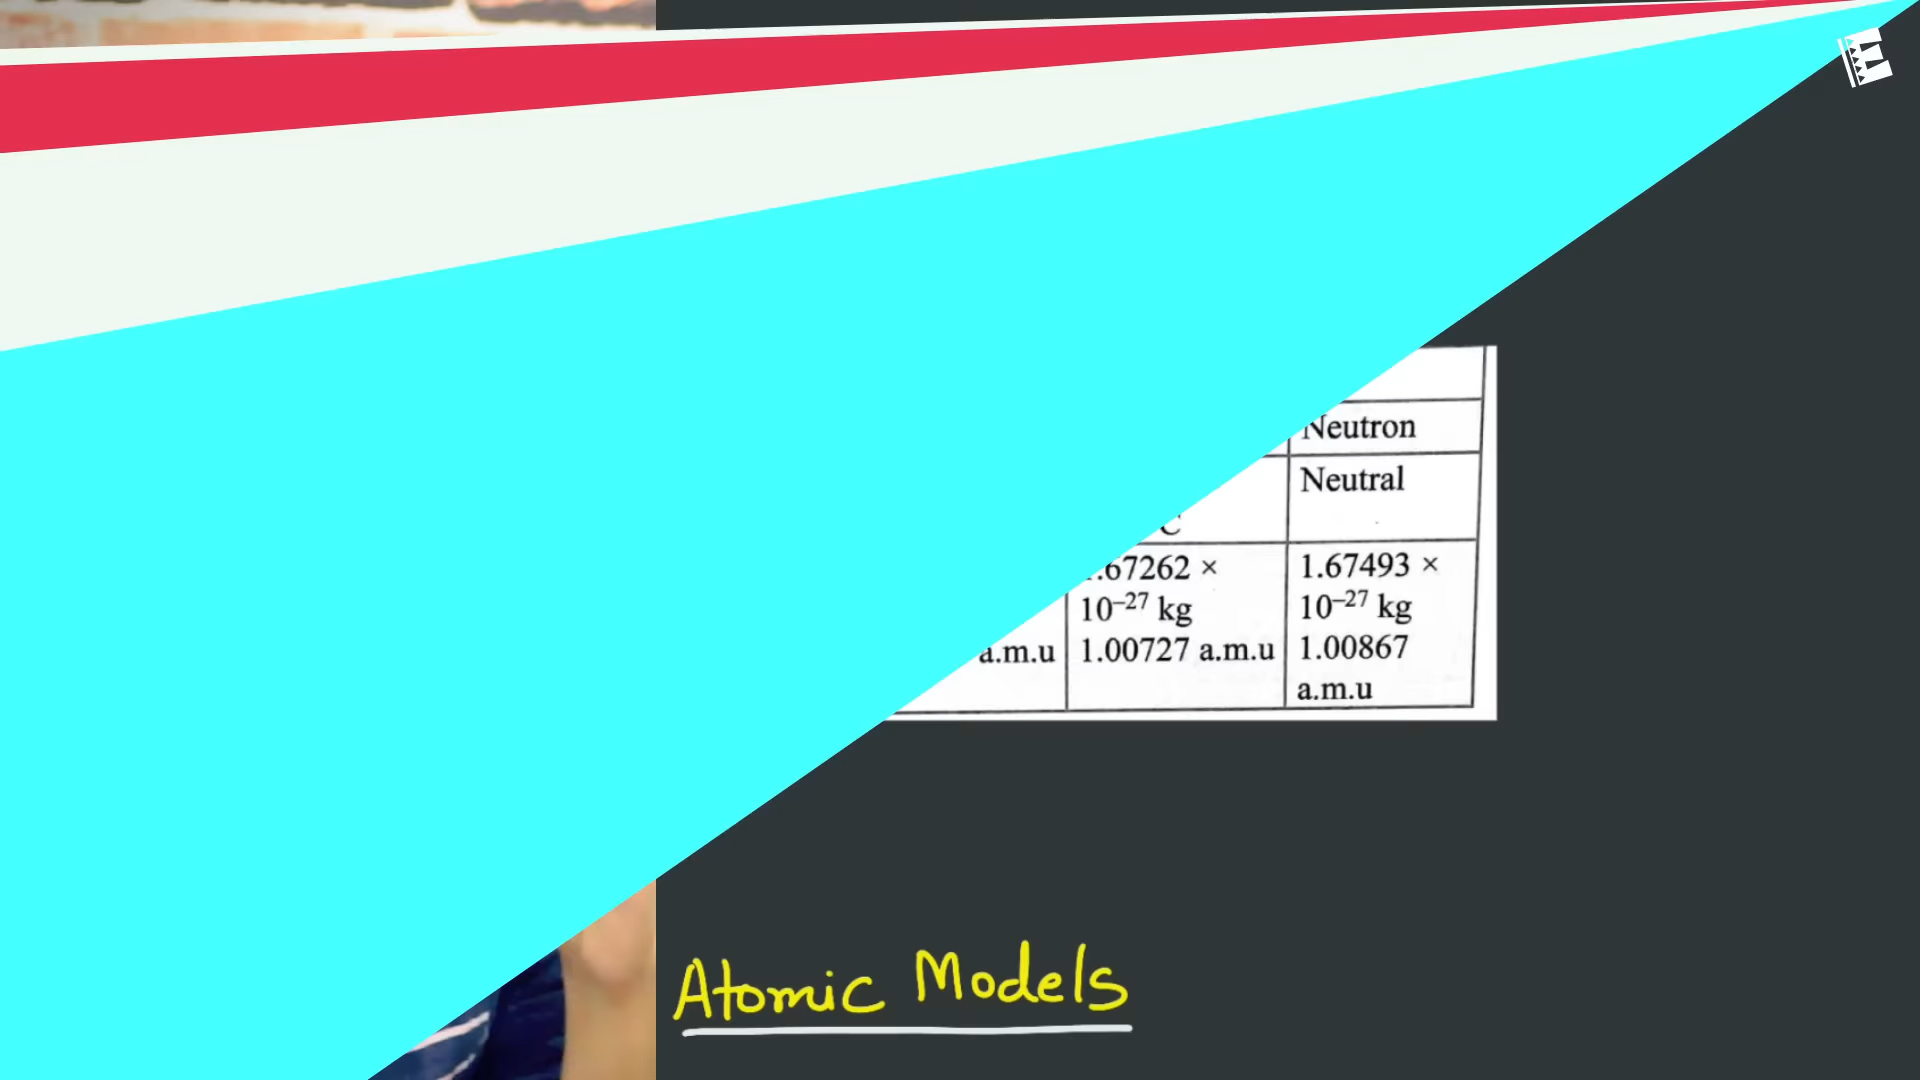 Neutron
Neutral
C
.67262 ×
10⁻²⁷ kg
1.00727 a.m.u
1.67493 ×
10⁻²⁷ kg
1.00867
a.m.u
a.m.u
Atomic Models